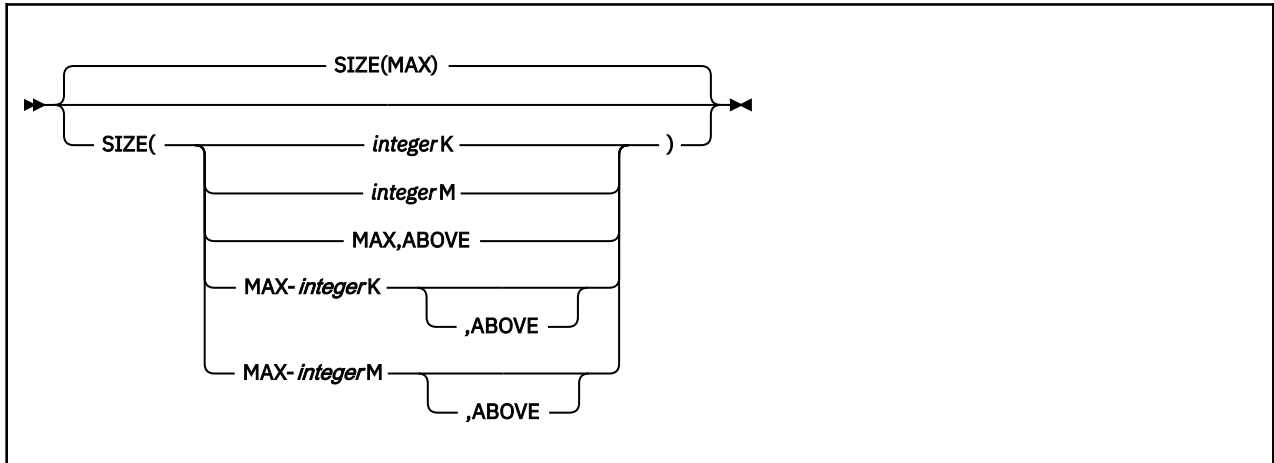 SIZE(MAX)
SIZE( integerK )
integerM
MAX,ABOVE
MAX-integerK
,ABOVE
MAX-integerM
,ABOVE